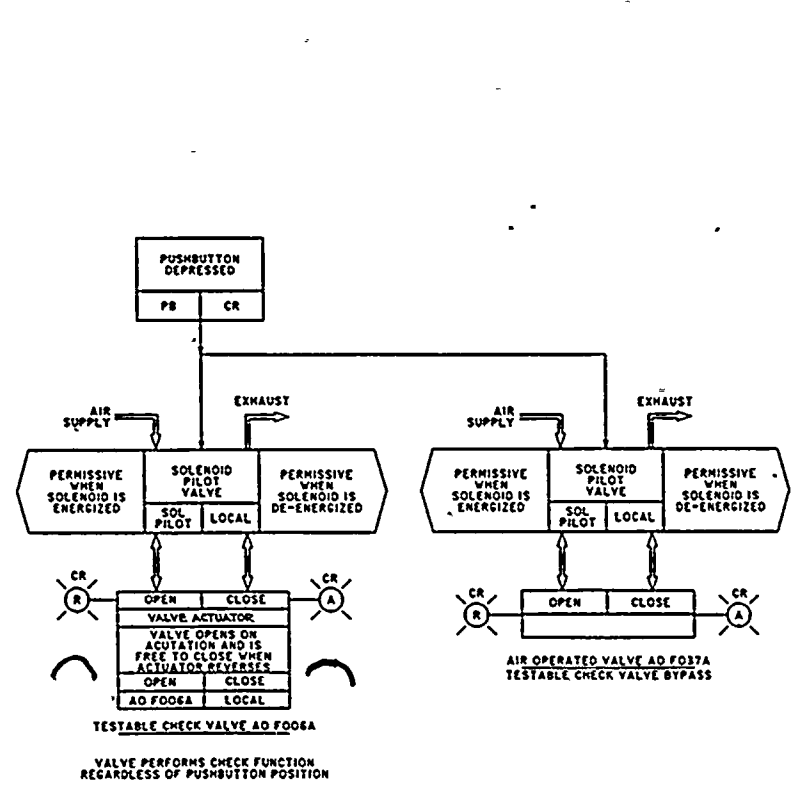 PUSHBUTTON
DEPRESSED
PB CR
AIR
SUPPLY
EXHAUST
AIR
SUPPLY
EXHAUST
PERMISSIVE
WHEN
SOLENOID IS
ENERGIZED
SOLENOID
PILOT
VALVE
SOL
PILOT
LOCAL
PERMISSIVE
WHEN
SOLENOID IS
DE-ENERGIZED
PERMISSIVE
WHEN
SOLENOID IS
ENERGIZED
SOLENOID
PILOT
VALVE
SOL
PILOT
LOCAL
PERMISSIVE
WHEN
SOLENOID IS
DE-ENERGIZED
CR
R
OPEN CLOSE
CR
A
VALVE ACTUATOR
VALVE OPENS ON
ACUTATION AND IS
FREE TO CLOSE WHEN
ACTUATOR REVERSES
OPEN CLOSE
AO F006A LOCAL
TESTABLE CHECK VALVE AO F006A
VALVE PERFORMS CHECK FUNCTION
REGARDLESS OF PUSHBUTTON POSITION
CR
R
OPEN CLOSE
CR
A
AIR OPERATED VALVE AO F037A
TESTABLE CHECK VALVE BYPASS